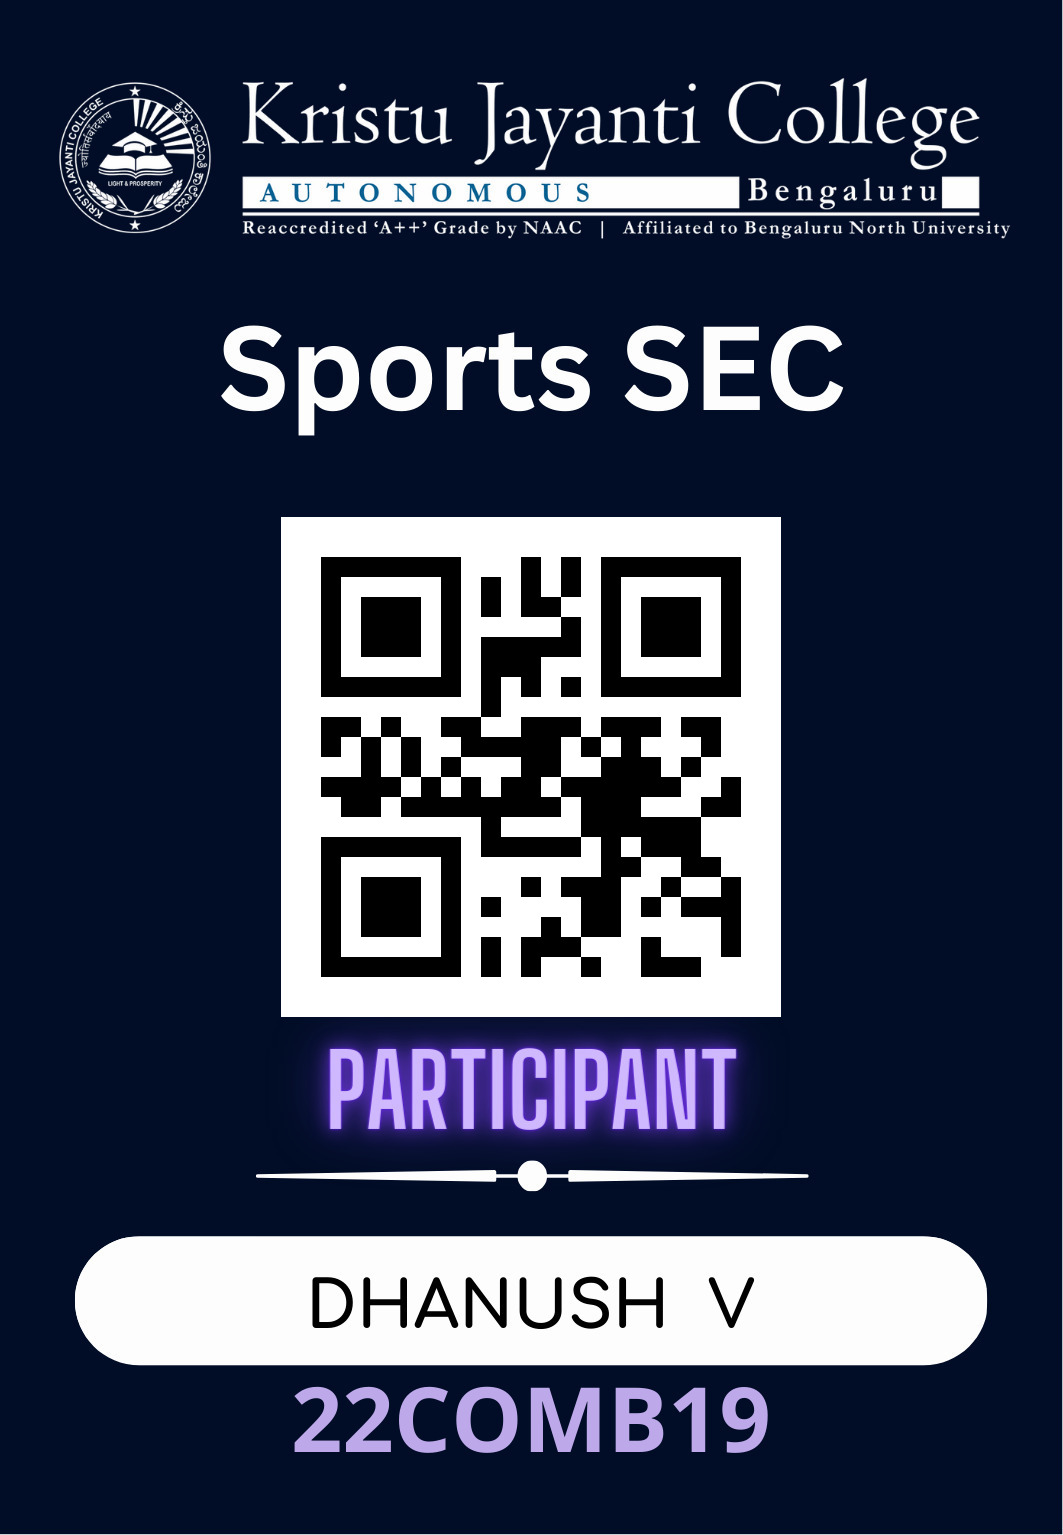 KRISTU JAYANTI COLLEGE
ज्योतिसंवादयाय
LIGHT & PROSPERITY
Kristu Jayanti College
AUTONOMOUS Bengaluru
Reaccredited ‘A++’ Grade by NAAC | Affiliated to Bengaluru North University
Sports SEC
PARTICIPANT
DHANUSH V
22COMB19